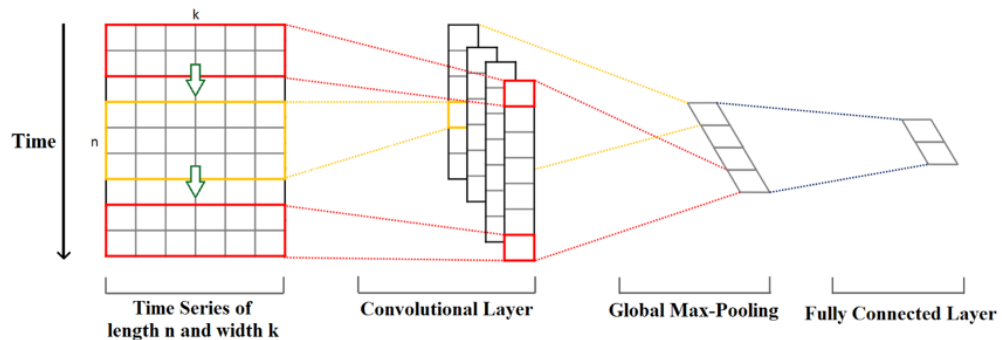 k
Time
n
Time Series of
length n and width k
Convolutional Layer
Global Max-Pooling
Fully Connected Layer